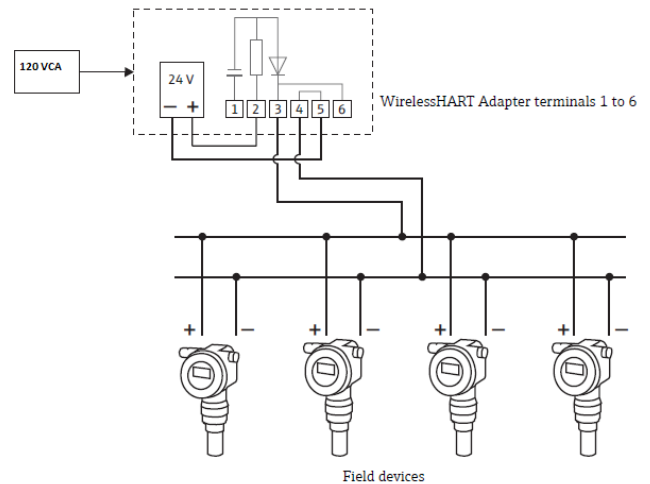 120 VCA
24 V
− +
1 2 3 4 5 6
WirelessHART Adapter terminals 1 to 6
+ − + − + − + −
Field devices